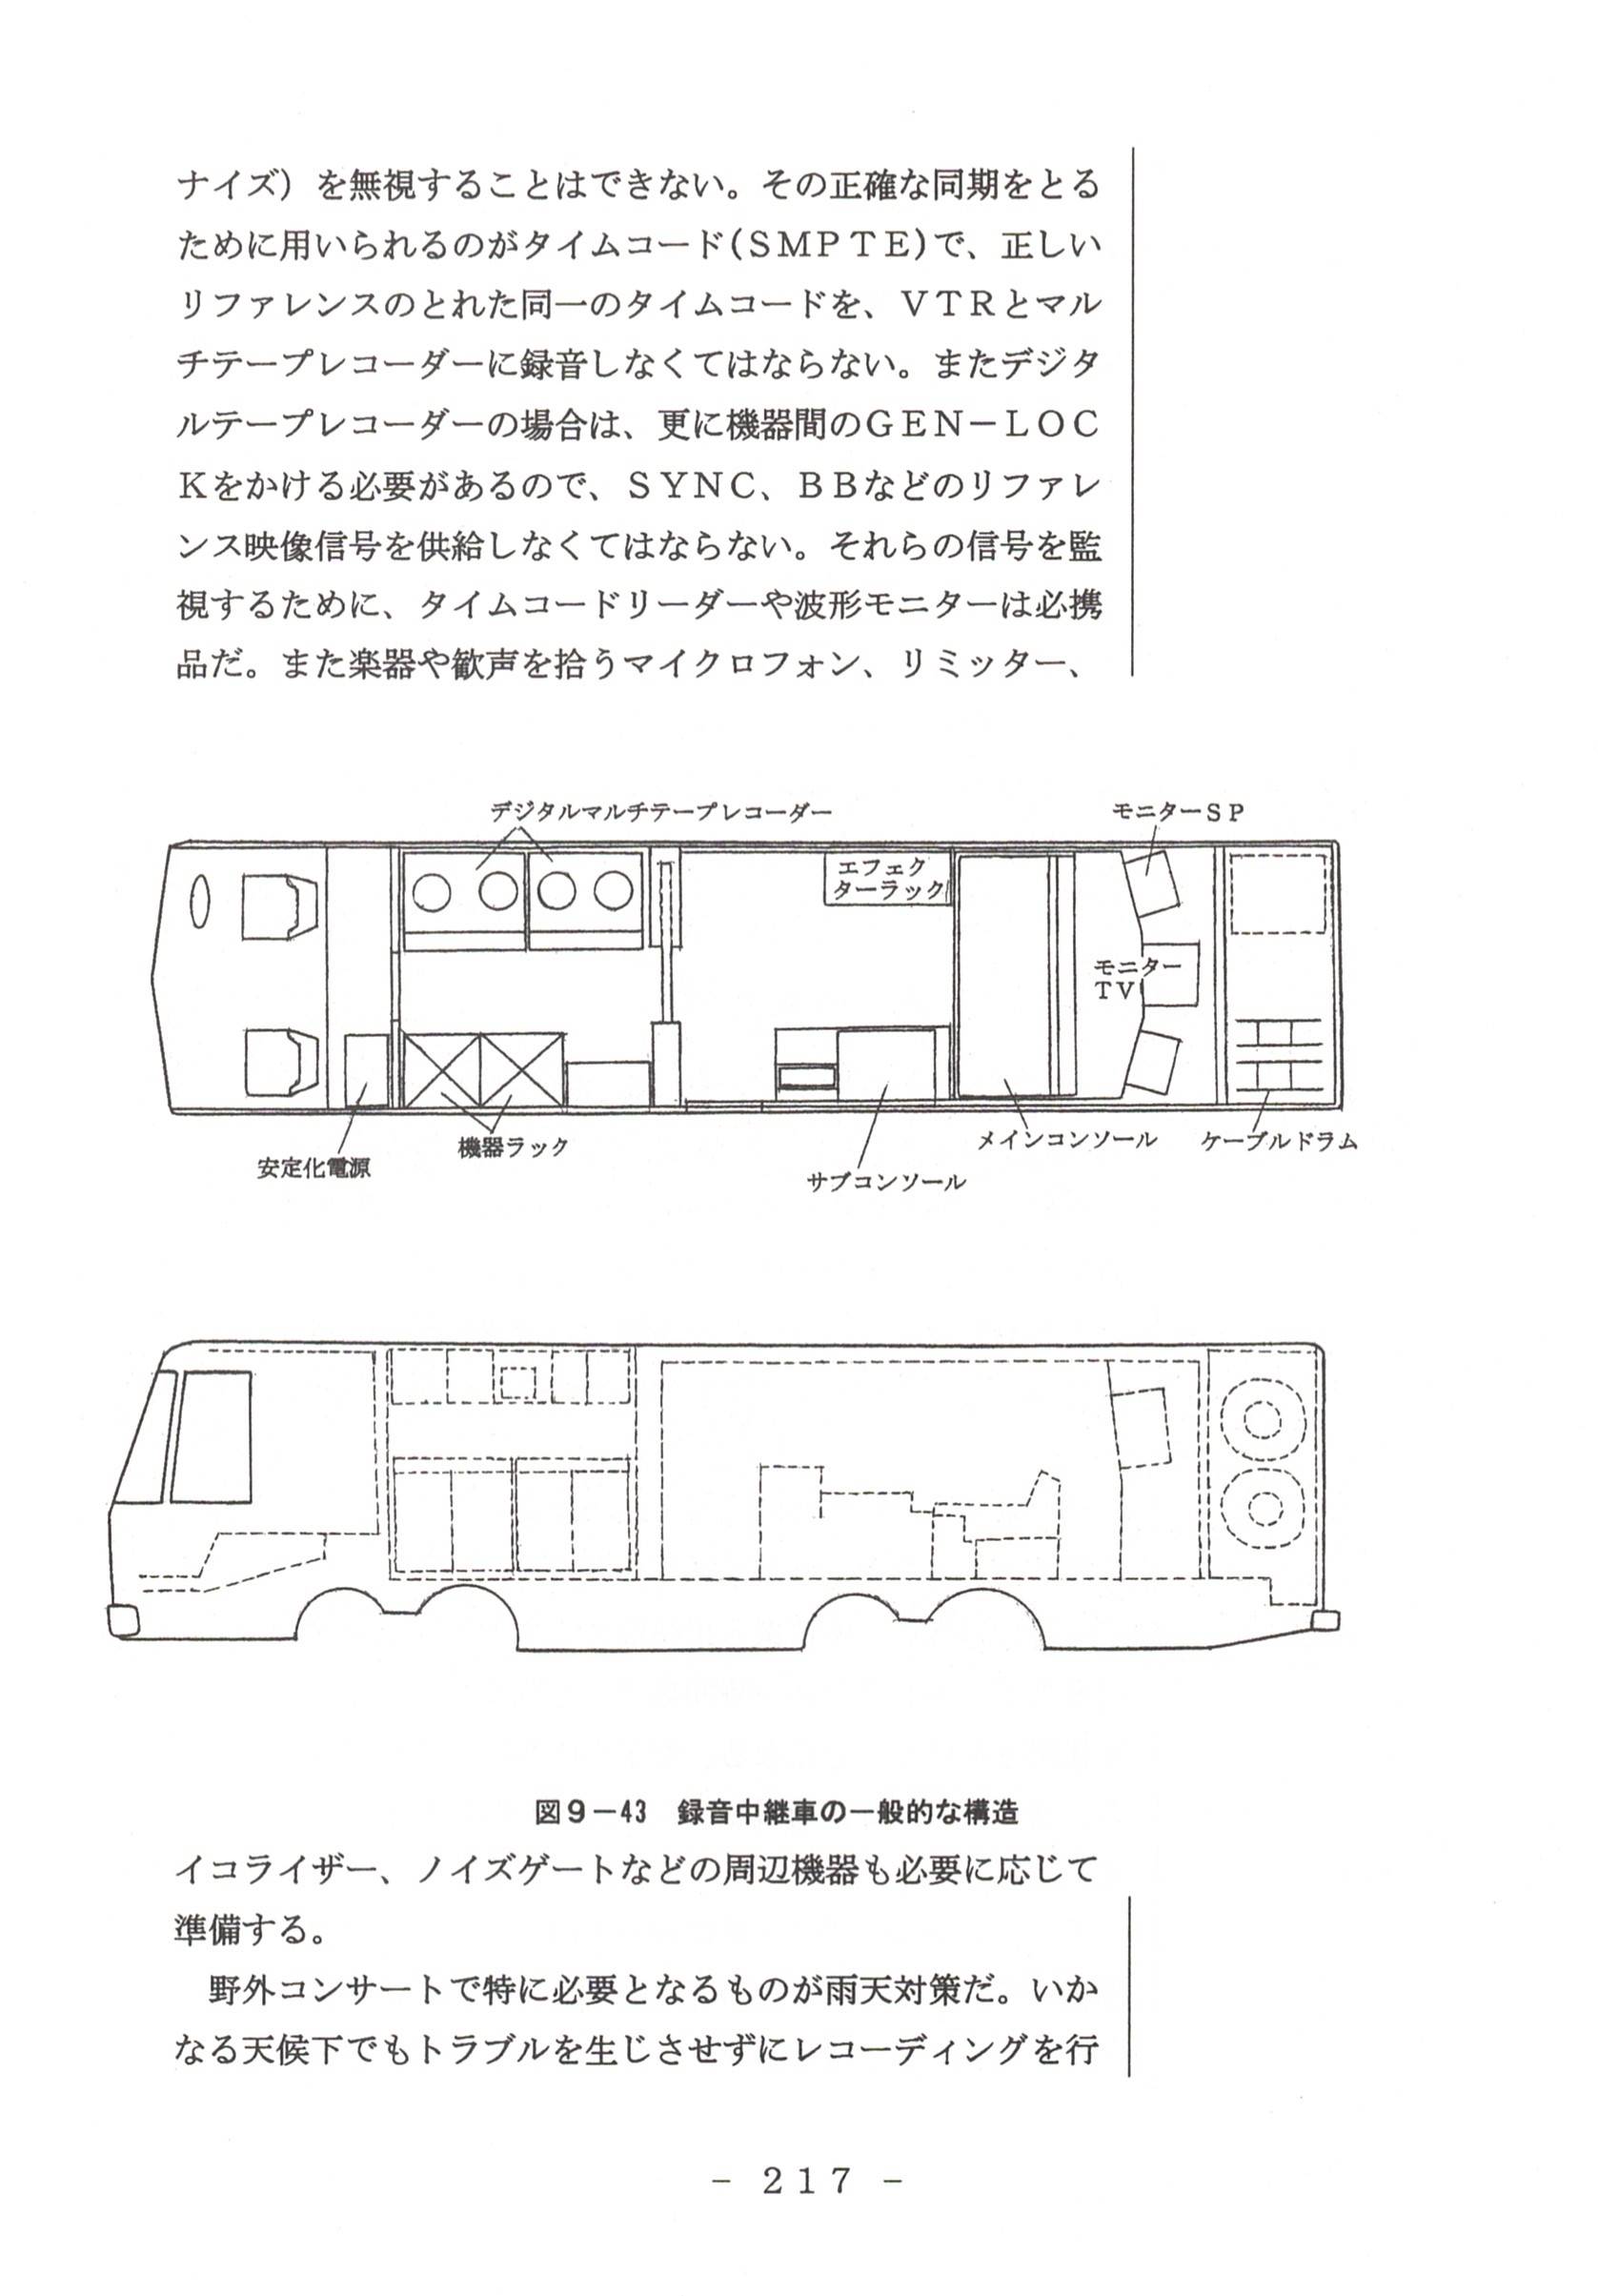 ナイズ）を無視することはできない。その正確な同期をとる
ために用いられるのがタイムコード(ＳＭＰＴＥ)で、正しい
リファレンスのとれた同一のタイムコードを、ＶＴＲとマル
チテープレコーダーに録音しなくてはならない。またデジタ
ルテープレコーダーの場合は、更に機器間のＧＥＮ－ＬＯＣ
Ｋをかける必要があるので、ＳＹＮＣ、ＢＢなどのリファレ
ンス映像信号を供給しなくてはならない。それらの信号を監
視するために、タイムコードリーダーや波形モニターは必携
品だ。また楽器や歓声を拾うマイクロフォン、リミッター、
デジタルマルチテープレコーダー
モニターＳＰ
エフェク
ターラック
モニター
ＴＶ
安定化電源
機器ラック
サブコンソール
メインコンソール
ケーブルドラム
図９－43　録音中継車の一般的な構造
イコライザー、ノイズゲートなどの周辺機器も必要に応じて
準備する。
　野外コンサートで特に必要となるものが雨天対策だ。いか
なる天候下でもトラブルを生じさせずにレコーディングを行
－ ２１７ －